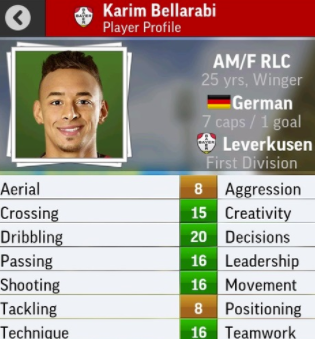 Karim Bellarabi
Player Profile
AM/F RLC
25 yrs, Winger
German
7 caps / 1 goal
Leverkusen
First Division
Aerial 8 Aggression
Crossing 15 Creativity
Dribbling 20 Decisions
Passing 16 Leadership
Shooting 16 Movement
Tackling 8 Positioning
Technique 16 Teamwork